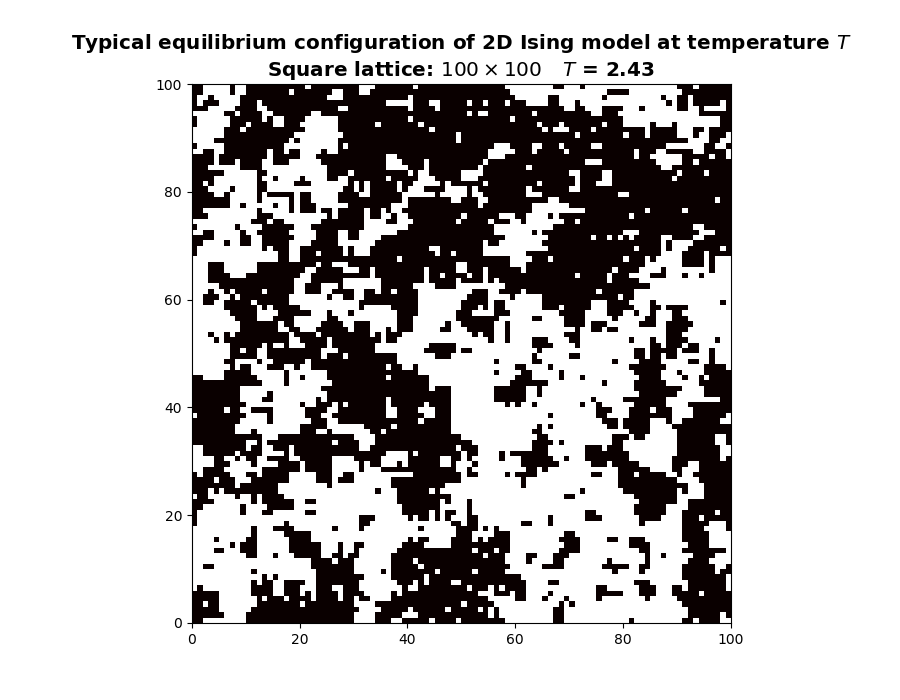 Typical equilibrium configuration of 2D Ising model at temperature T
Square lattice: 100 × 100 T = 2.43
100
80
60
40
20
0
0 20 40 60 80 100